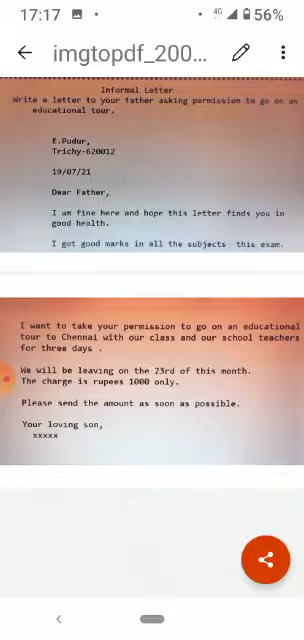 17:17
4G
56%
imgtopdf_200...
Informal Letter
Write a letter to your father asking permission to go on an
educational tour.
E.Pudur,
Trichy-620012
19/07/21
Dear Father,
I am fine here and hope this letter finds you in
good health.
I got good marks in all the subjects this exam.
I want to take your permission to go on an educational
tour to Chennai with our class and our school teachers
for three days .
We will be leaving on the 23rd of this month.
The charge is rupees 1000 only.
Please send the amount as soon as possible.
Your loving son,
xxxxx